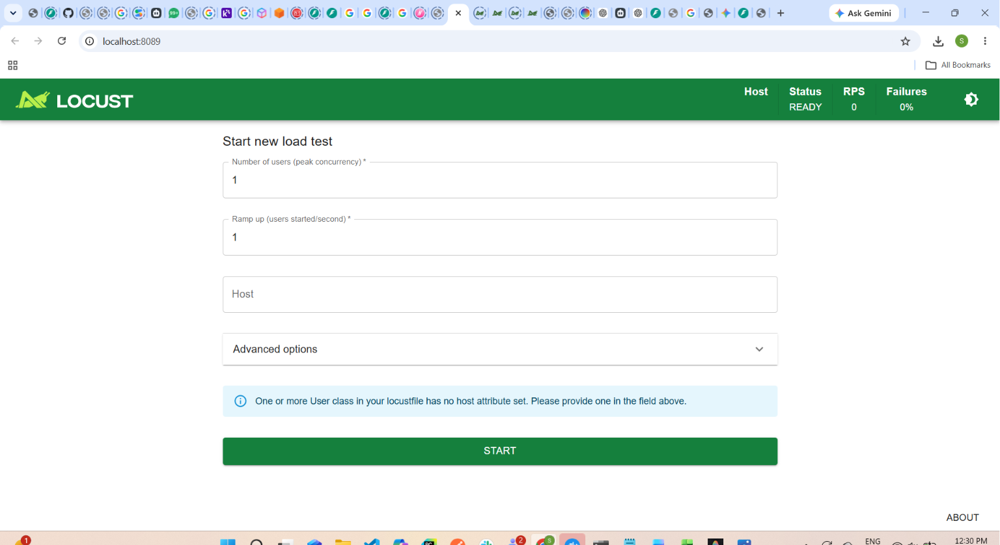 Ask Gemini
localhost:8089
S
All Bookmarks
LOCUST
Host
Status
READY
RPS
0
Failures
0%
Start new load test
Number of users (peak concurrency) *
1
Ramp up (users started/second) *
1
Host
Advanced options
One or more User class in your locustfile has no host attribute set. Please provide one in the field above.
START
ABOUT
1
2
S
ENG
12:30 PM